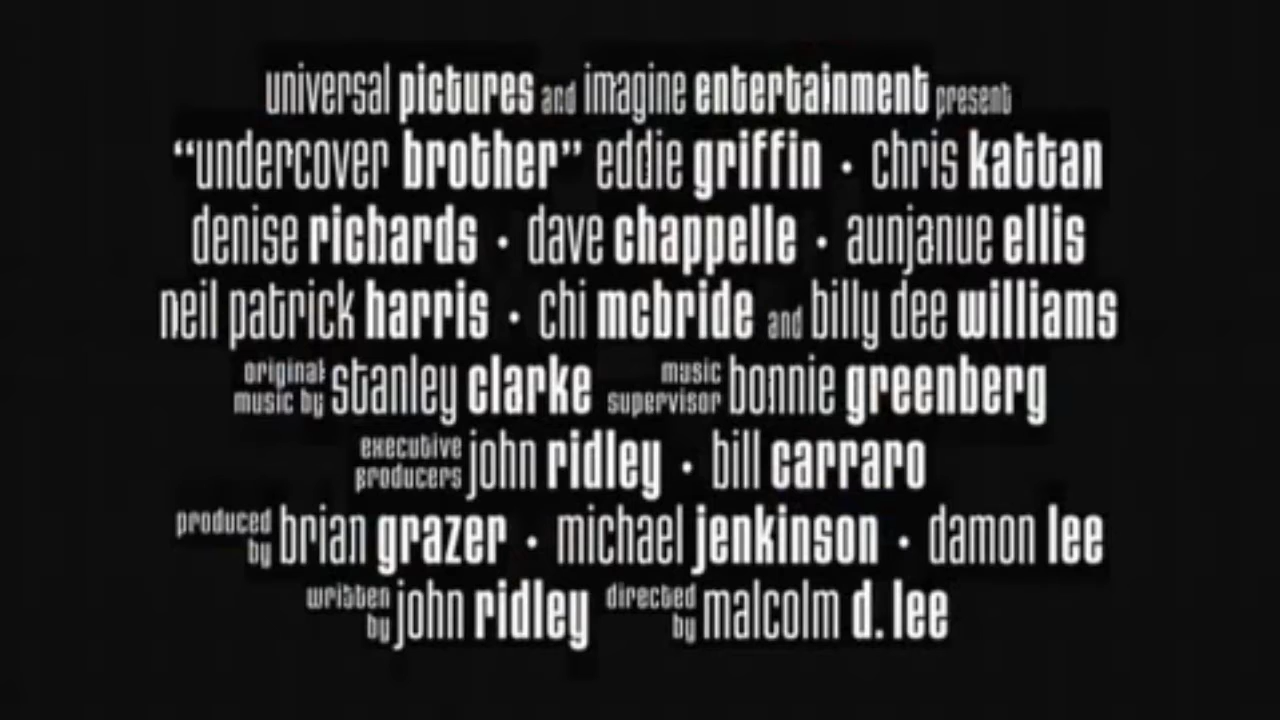 universal pictures and imagine entertainment present
“undercover brother” eddie griffin • chris kattan
denise richards • dave chappelle • aunjanue ellis
neil patrick harris • chi mcbride and billy dee williams
original music by stanley clarke music supervisor bonnie greenberg
executive producers john ridley • bill carraro
produced by brian grazer • michael jenkinson • damon lee
written by john ridley directed by malcolm d. lee